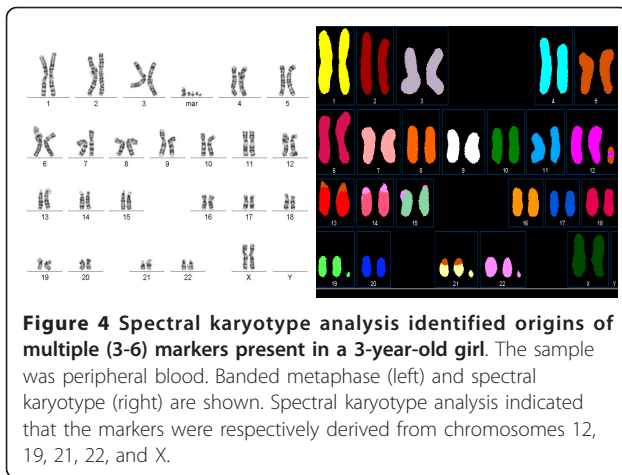 1 2 3 mar 4 5
6 7 8 9 10 11 12
13 14 15 16 17 18
19 20 21 22 X Y
1 2 3 4 5
6 7 8 9 10 11 12
13 14 15 16 17 18
19 20 21 22 X Y
Figure 4 Spectral karyotype analysis identified origins of
multiple (3-6) markers present in a 3-year-old girl. The sample
was peripheral blood. Banded metaphase (left) and spectral
karyotype (right) are shown. Spectral karyotype analysis indicated
that the markers were respectively derived from chromosomes 12,
19, 21, 22, and X.